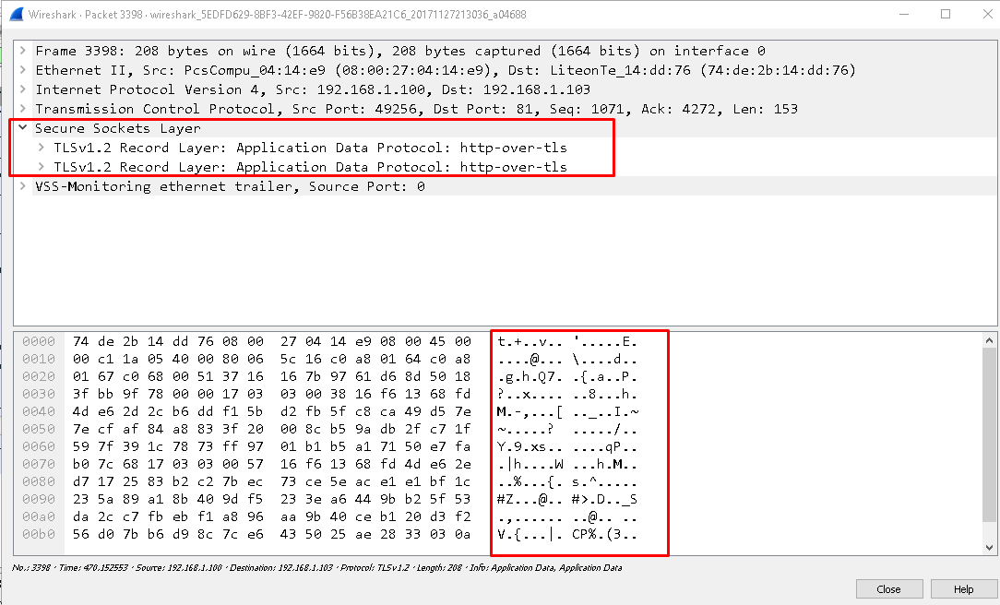 Wireshark · Packet 3398 · wireshark_5EDFD629-8BF3-42EF-9820-F56B38EA21C6_20171127213036_a04688
Frame 3398: 208 bytes on wire (1664 bits), 208 bytes captured (1664 bits) on interface 0
Ethernet II, Src: PcsCompu_04:14:e9 (08:00:27:04:14:e9), Dst: LiteonTe_14:dd:76 (74:de:2b:14:dd:76)
Internet Protocol Version 4, Src: 192.168.1.100, Dst: 192.168.1.103
Transmission Control Protocol, Src Port: 49256, Dst Port: 81, Seq: 1071, Ack: 4272, Len: 153
Secure Sockets Layer
TLSv1.2 Record Layer: Application Data Protocol: http-over-tls
TLSv1.2 Record Layer: Application Data Protocol: http-over-tls
VSS-Monitoring ethernet trailer, Source Port: 0
0000 74 de 2b 14 dd 76 08 00 27 04 14 e9 08 00 45 00 t.+..v.. '.....E.
0010 00 c1 1a 05 40 00 80 06 5c 16 c0 a8 01 64 c0 a8 ....@... \....d..
0020 01 67 c0 68 00 51 37 16 16 7b 97 61 d6 8d 50 18 .g.h.Q7. .{.a..P.
0030 3f bb 9f 78 00 00 17 03 03 00 38 16 f6 13 68 fd ?..x.... ..8...h.
0040 4d e6 2d 2c b6 dd f1 5b d2 fb 5f c8 ca 49 d5 7e M.-,...[ .._..I.~
0050 7e cf af 84 a8 83 3f 20 00 8c b5 9a db 2f c7 1f ~.....? ...../..
0060 59 7f 39 1c 78 73 ff 97 01 b1 b5 a1 71 50 e7 fa Y.9.xs.. ....qP..
0070 b0 7c 68 17 03 03 00 57 16 f6 13 68 fd 4d e6 2e .|h....W ...h.M..
0080 d7 17 25 83 b2 c2 7b ec 73 ce 5e ac e1 e1 bf 1c ..%...{. s.^.....
0090 23 5a 89 a1 8b 40 9d f5 23 3e a6 44 9b b2 5f 53 #Z...@.. #>.D.._S
00a0 da 2c c7 fb eb f1 a8 96 aa 9b 40 ce b1 20 d3 f2 .,...... ..@.. ..
00b0 56 d0 7b b6 d9 8c 7c e6 43 50 25 ae 28 33 03 0a V.{...|. CP%.(3..
No.: 3398 · Time: 470.152553 · Source: 192.168.1.100 · Destination: 192.168.1.103 · Protocol: TLSv1.2 · Length: 208 · Info: Application Data, Application Data
Close Help